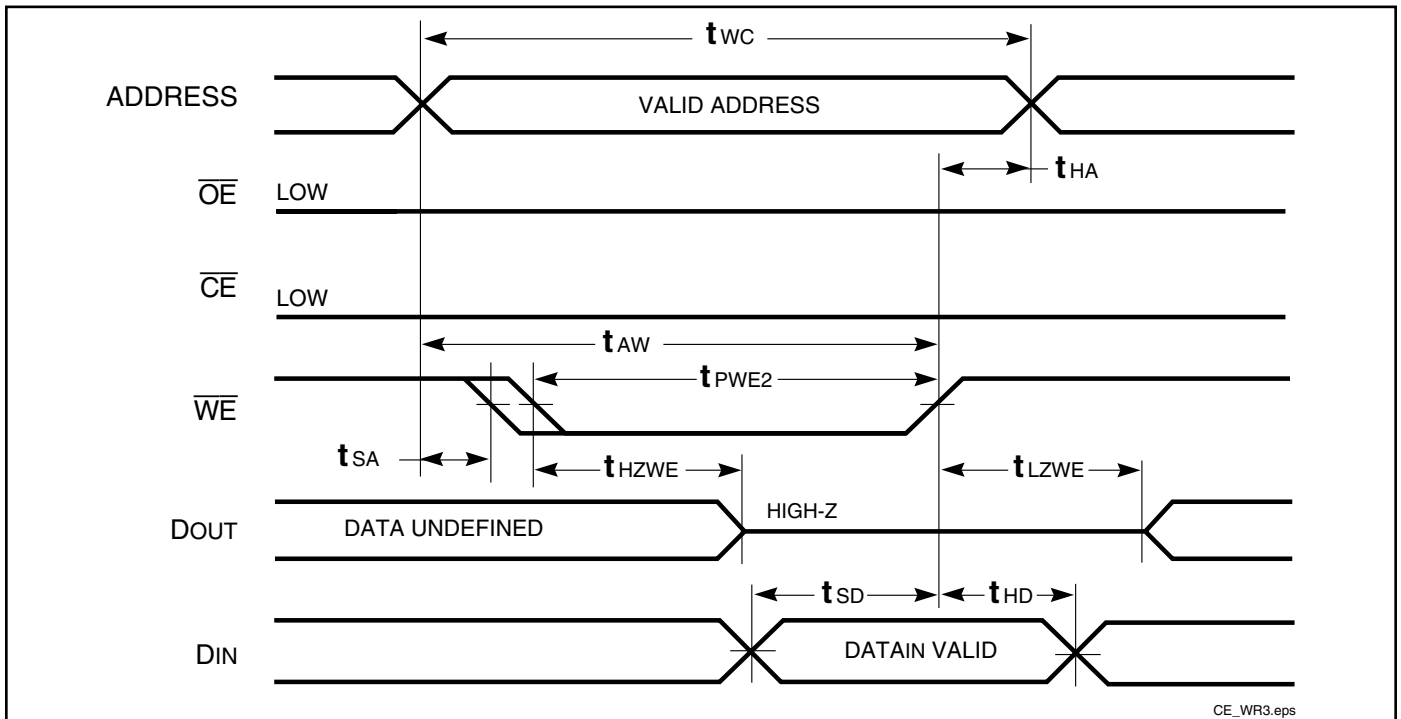 tWC
ADDRESS
VALID ADDRESS
tHA
OE
LOW
CE
LOW
tAW
tPWE2
WE
tSA
tHZWE
tLZWE
DOUT
DATA UNDEFINED
HIGH-Z
tSD
tHD
DIN
DATAIN VALID
CE_WR3.eps